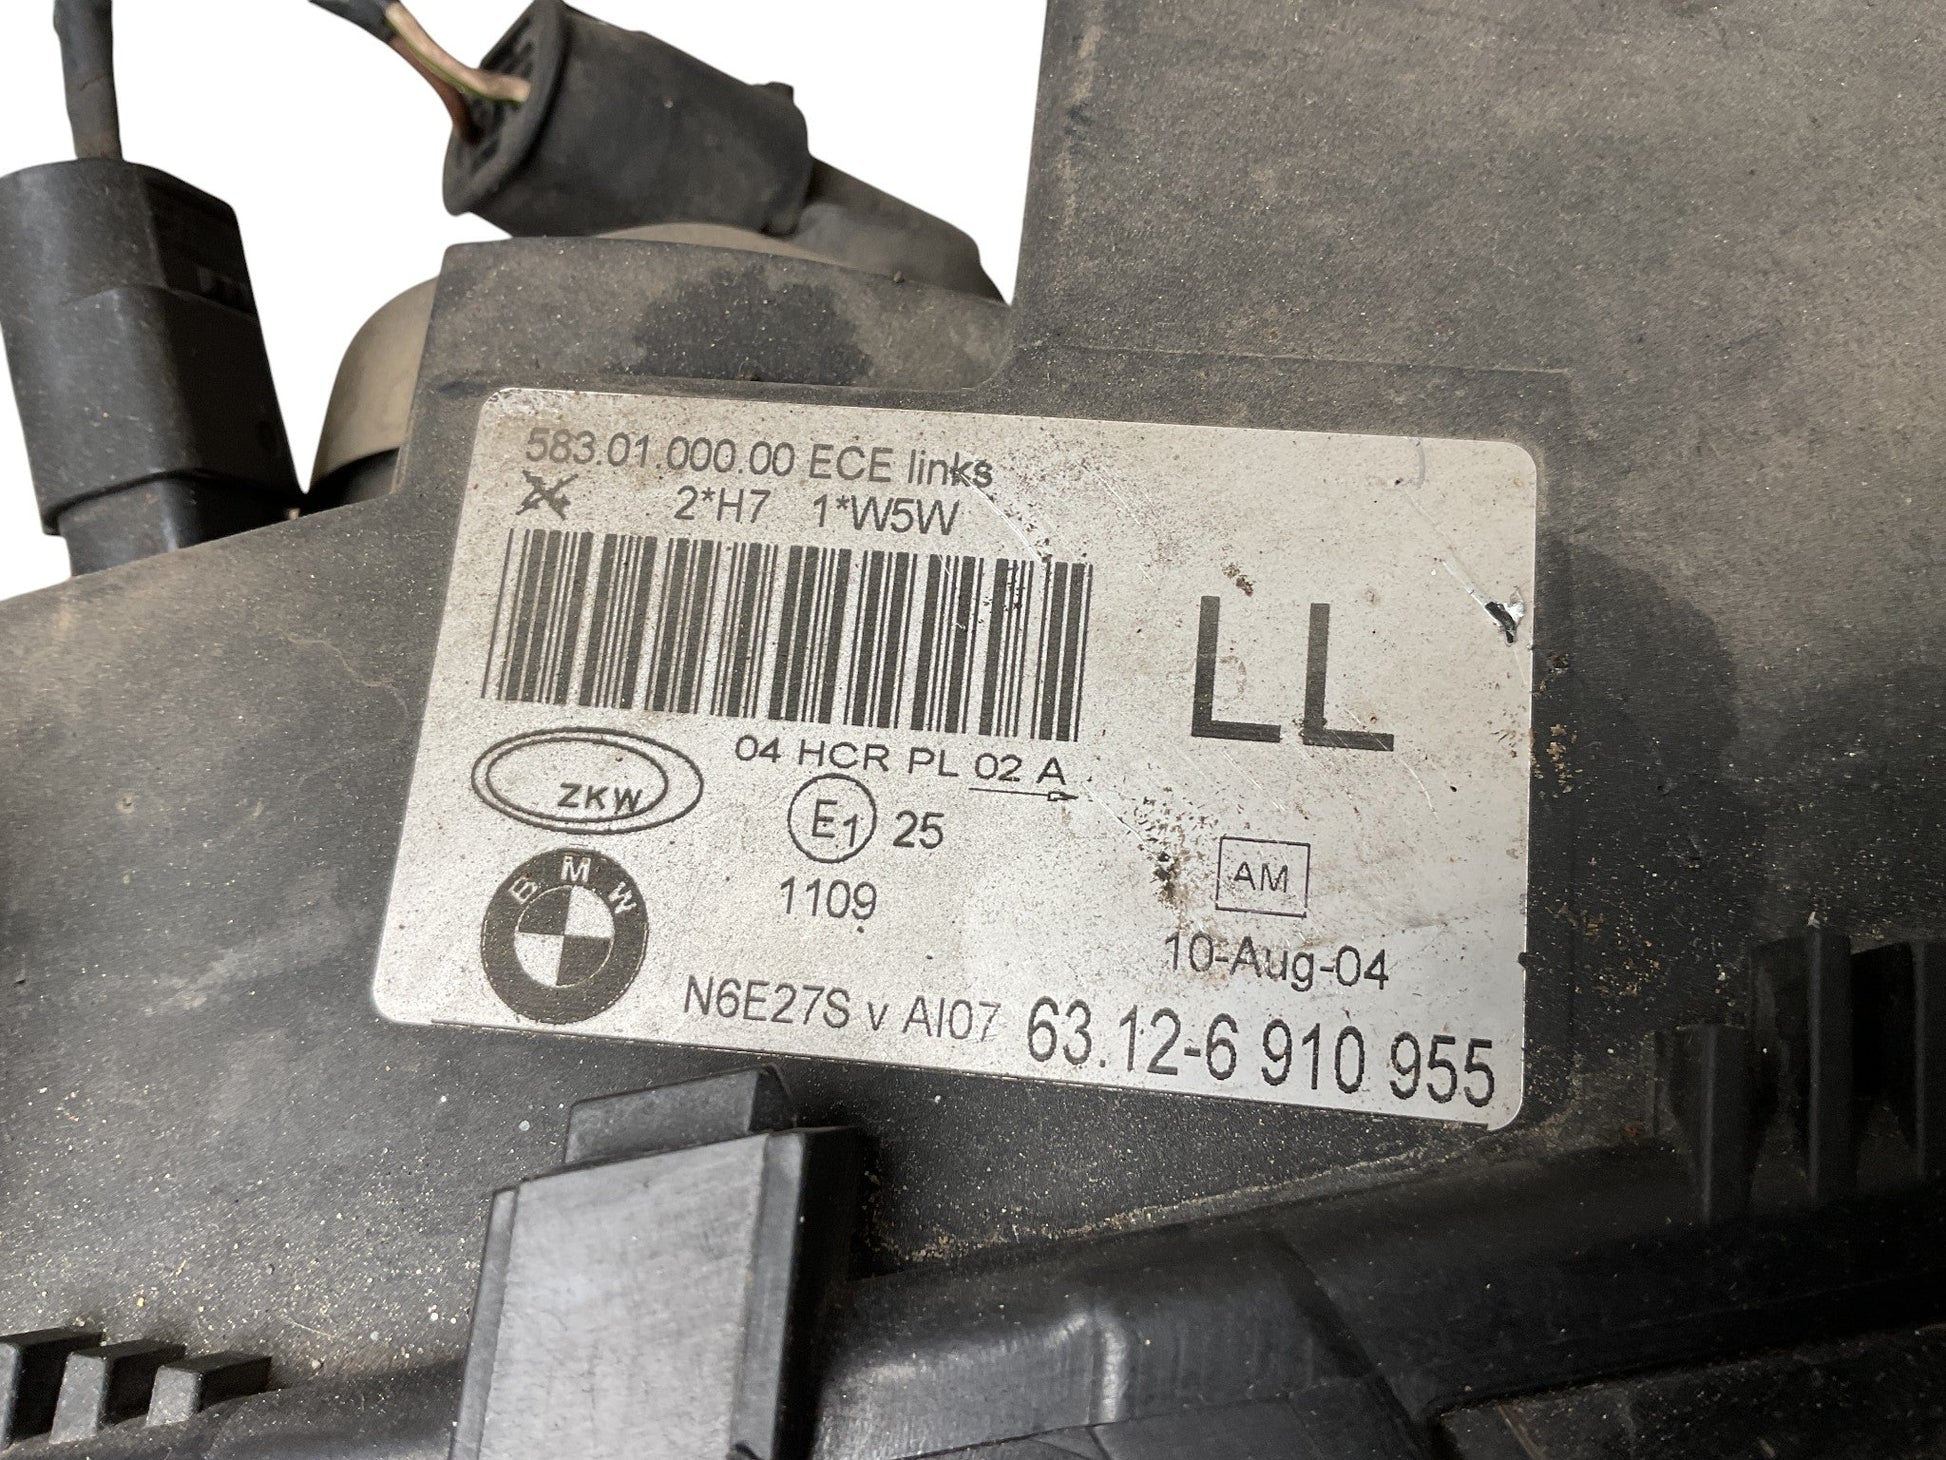 583.01.000.00 ECE links
2*H7 1*W5W
LL
04 HCR PL 02 A
ZKW
E1 25
AM
1109
BMW
10-Aug-04
N6E27S v AI07 63.12-6 910 955